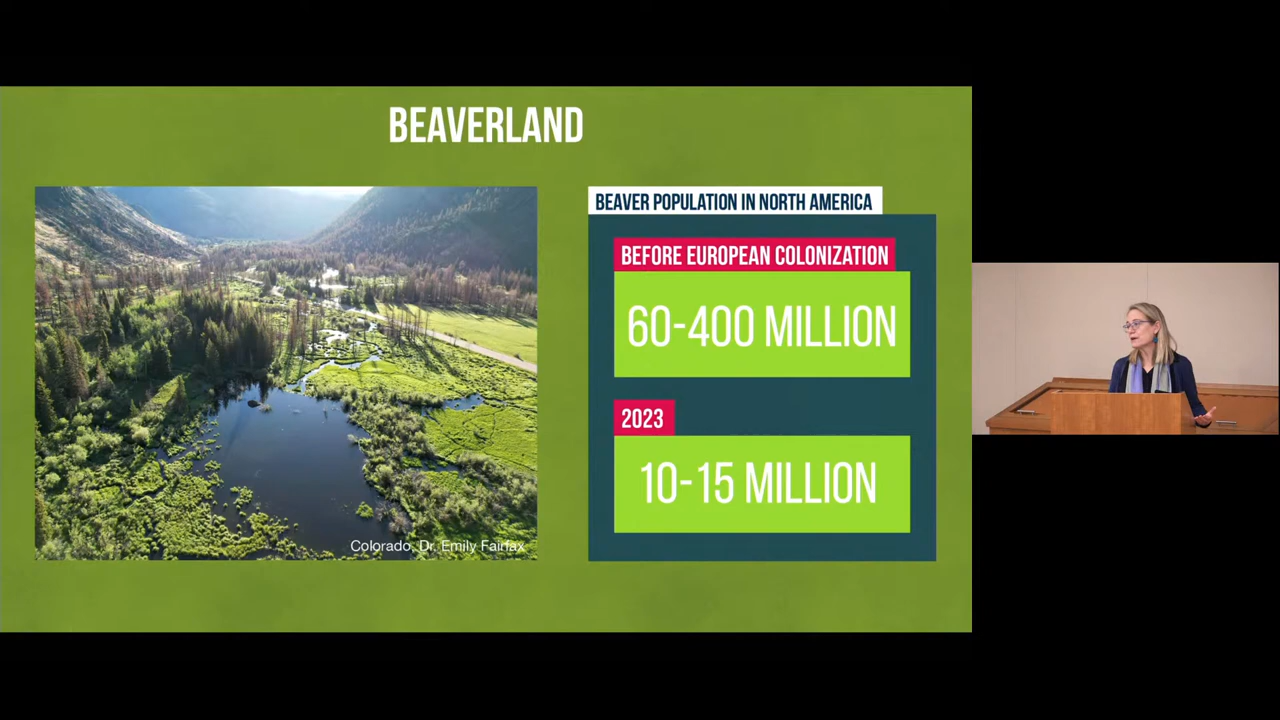 BEAVERLAND
BEAVER POPULATION IN NORTH AMERICA
BEFORE EUROPEAN COLONIZATION
60-400 MILLION
2023
10-15 MILLION
Colorado, Dr. Emily Fairfax